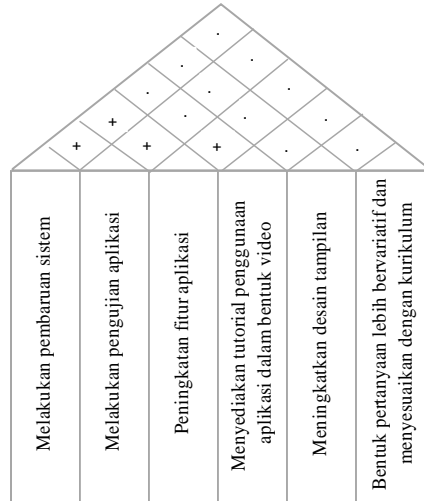 .
. .
. . .
+ . . .
+ + + . .
Melakukan pembaruan sistem
Melakukan pengujian aplikasi
Peningkatan fitur aplikasi
Menyediakan tutorial penggunaan
aplikasi dalam bentuk video
Meningkatkan desain tampilan
Bentuk pertanyaan lebih bervariatif dan
menyesuaikan dengan kurikulum